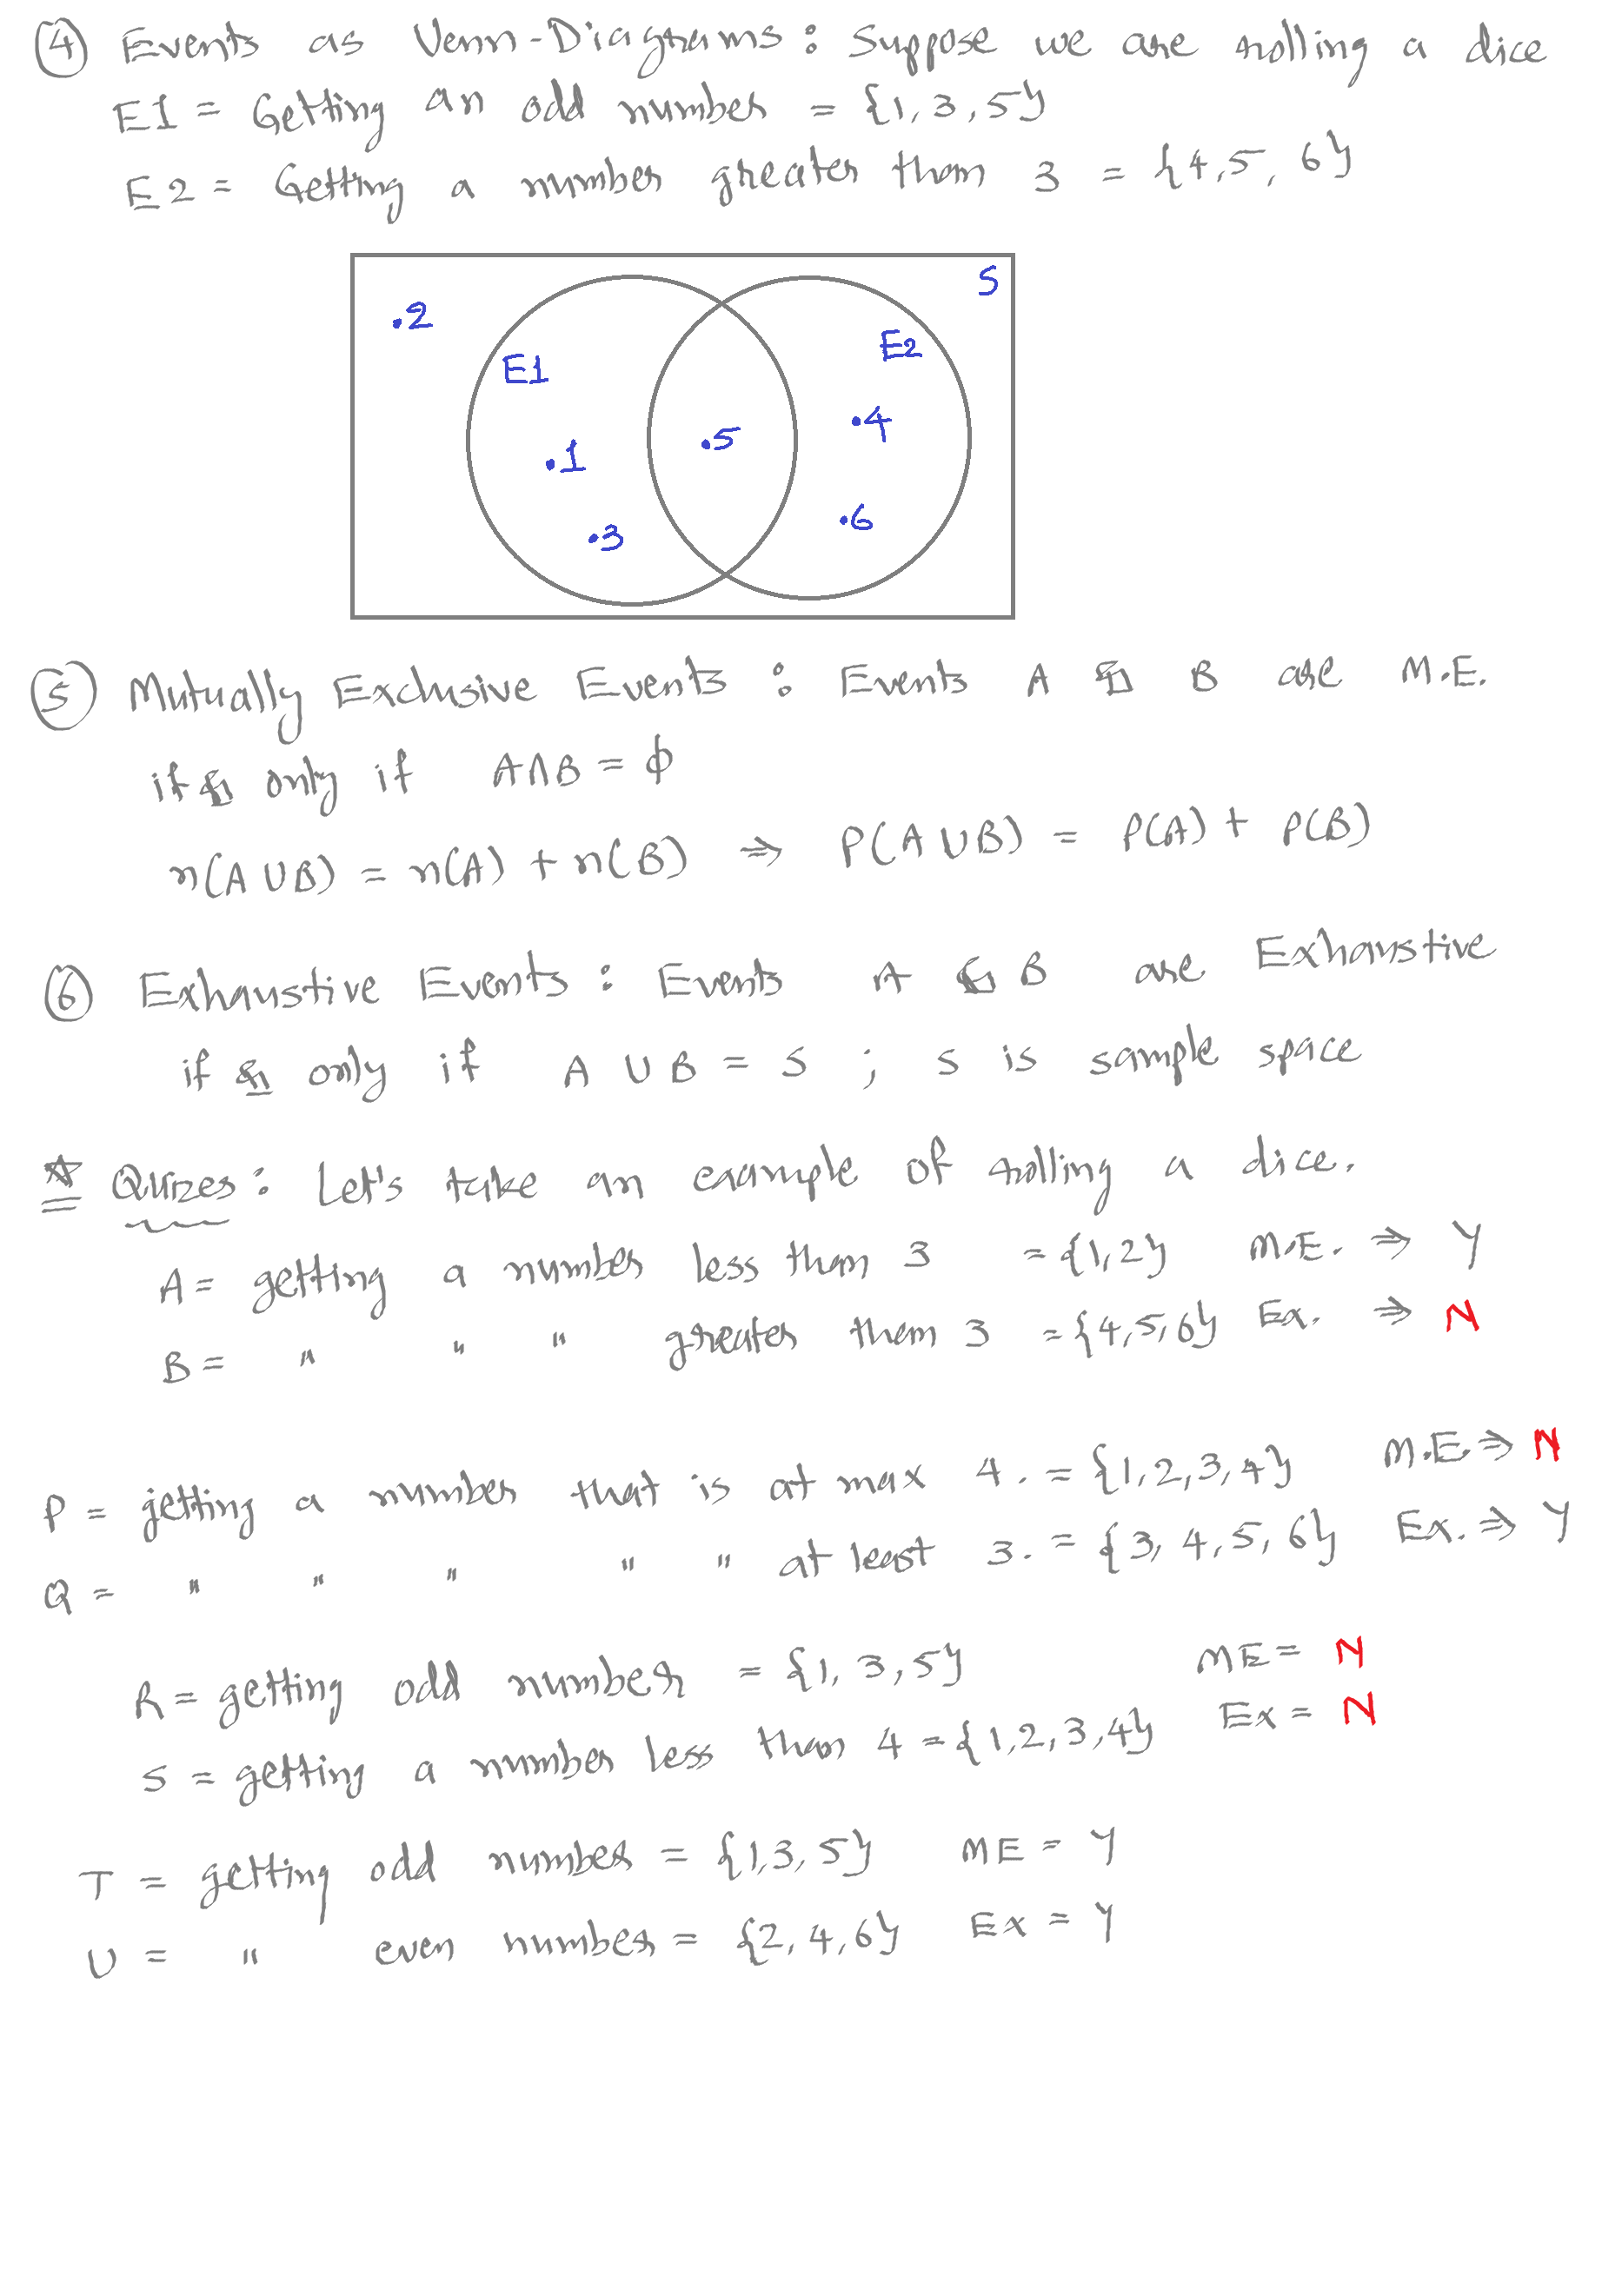 ④ Events as Venn-Diagrams : Suppose we are rolling a dice
E1 = Getting an odd number = {1, 3, 5}
E2 = Getting a number greater than 3 = {4, 5, 6}
S
.2
E2
E1
.4
.5
.1
.6
.3
⑤ Mutually Exclusive Events : Events A & B are M.E.
if & only if A∩B = ϕ
n(A∪B) = n(A) + n(B) ⇒ P(A∪B) = P(A) + P(B)
⑥ Exhaustive Events : Events A & B are Exhaustive
if & only if A ∪ B = S ; S is sample space
☆ Quizes : Let's take an example of rolling a dice.
A = getting a number less than 3 = {1, 2} M.E. ⇒ Y
B = " " " greater than 3 = {4, 5, 6} Ex. ⇒ N
P = getting a number that is at max 4. = {1, 2, 3, 4} M.E. ⇒ N
Q = " " " " " at least 3. = {3, 4, 5, 6} Ex. ⇒ Y
R = getting odd number = {1, 3, 5} ME = N
S = getting a number less than 4 = {1, 2, 3, 4} Ex = N
T = getting odd number = {1, 3, 5} ME = Y
U = " even number = {2, 4, 6} Ex = Y